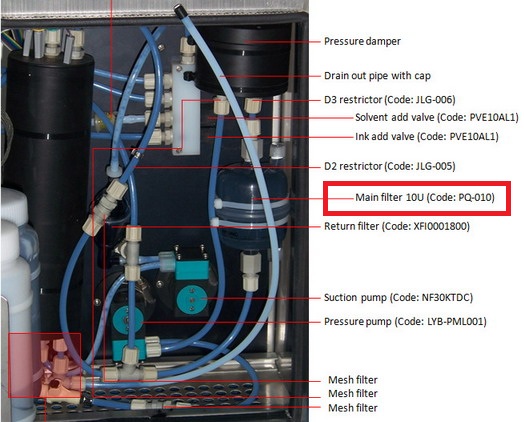 Pressure damper
Drain out pipe with cap
D3 restrictor (Code: JLG-006)
Solvent add valve (Code: PVE10AL1)
Ink add valve (Code: PVE10AL1)
D2 restrictor (Code: JLG-005)
Main filter 10U (Code: PQ-010)
Return filter (Code: XFI0001800)
Suction pump (Code: NF30KTDC)
Pressure pump (Code: LYB-PML001)
Mesh filter
Mesh filter
Mesh filter